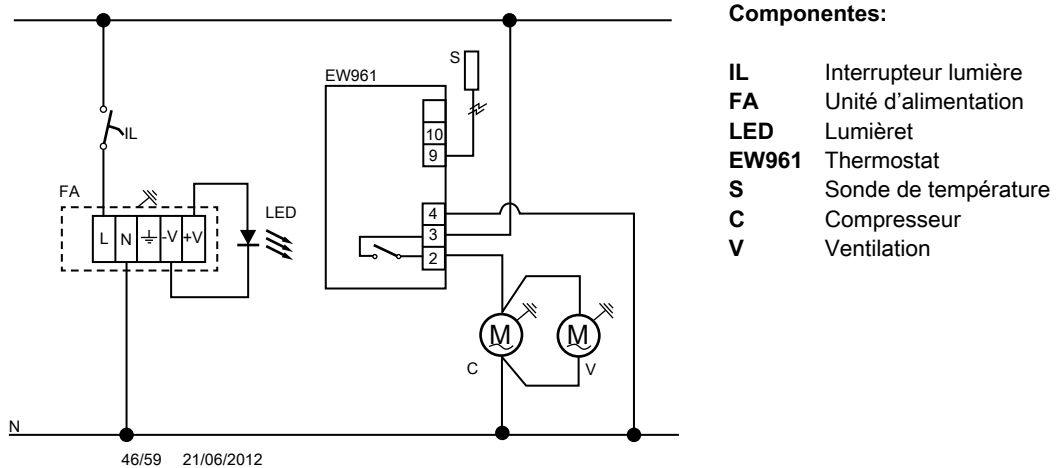 Componentes:
IL Interrupteur lumière
FA Unité d'alimentation
LED Lumièret
EW961 Thermostat
S Sonde de température
C Compresseur
V Ventilation
EW961
S
10
9
IL
FA
LED
L N -V +V
4
3
2
M M
C V
N
46/59 21/06/2012